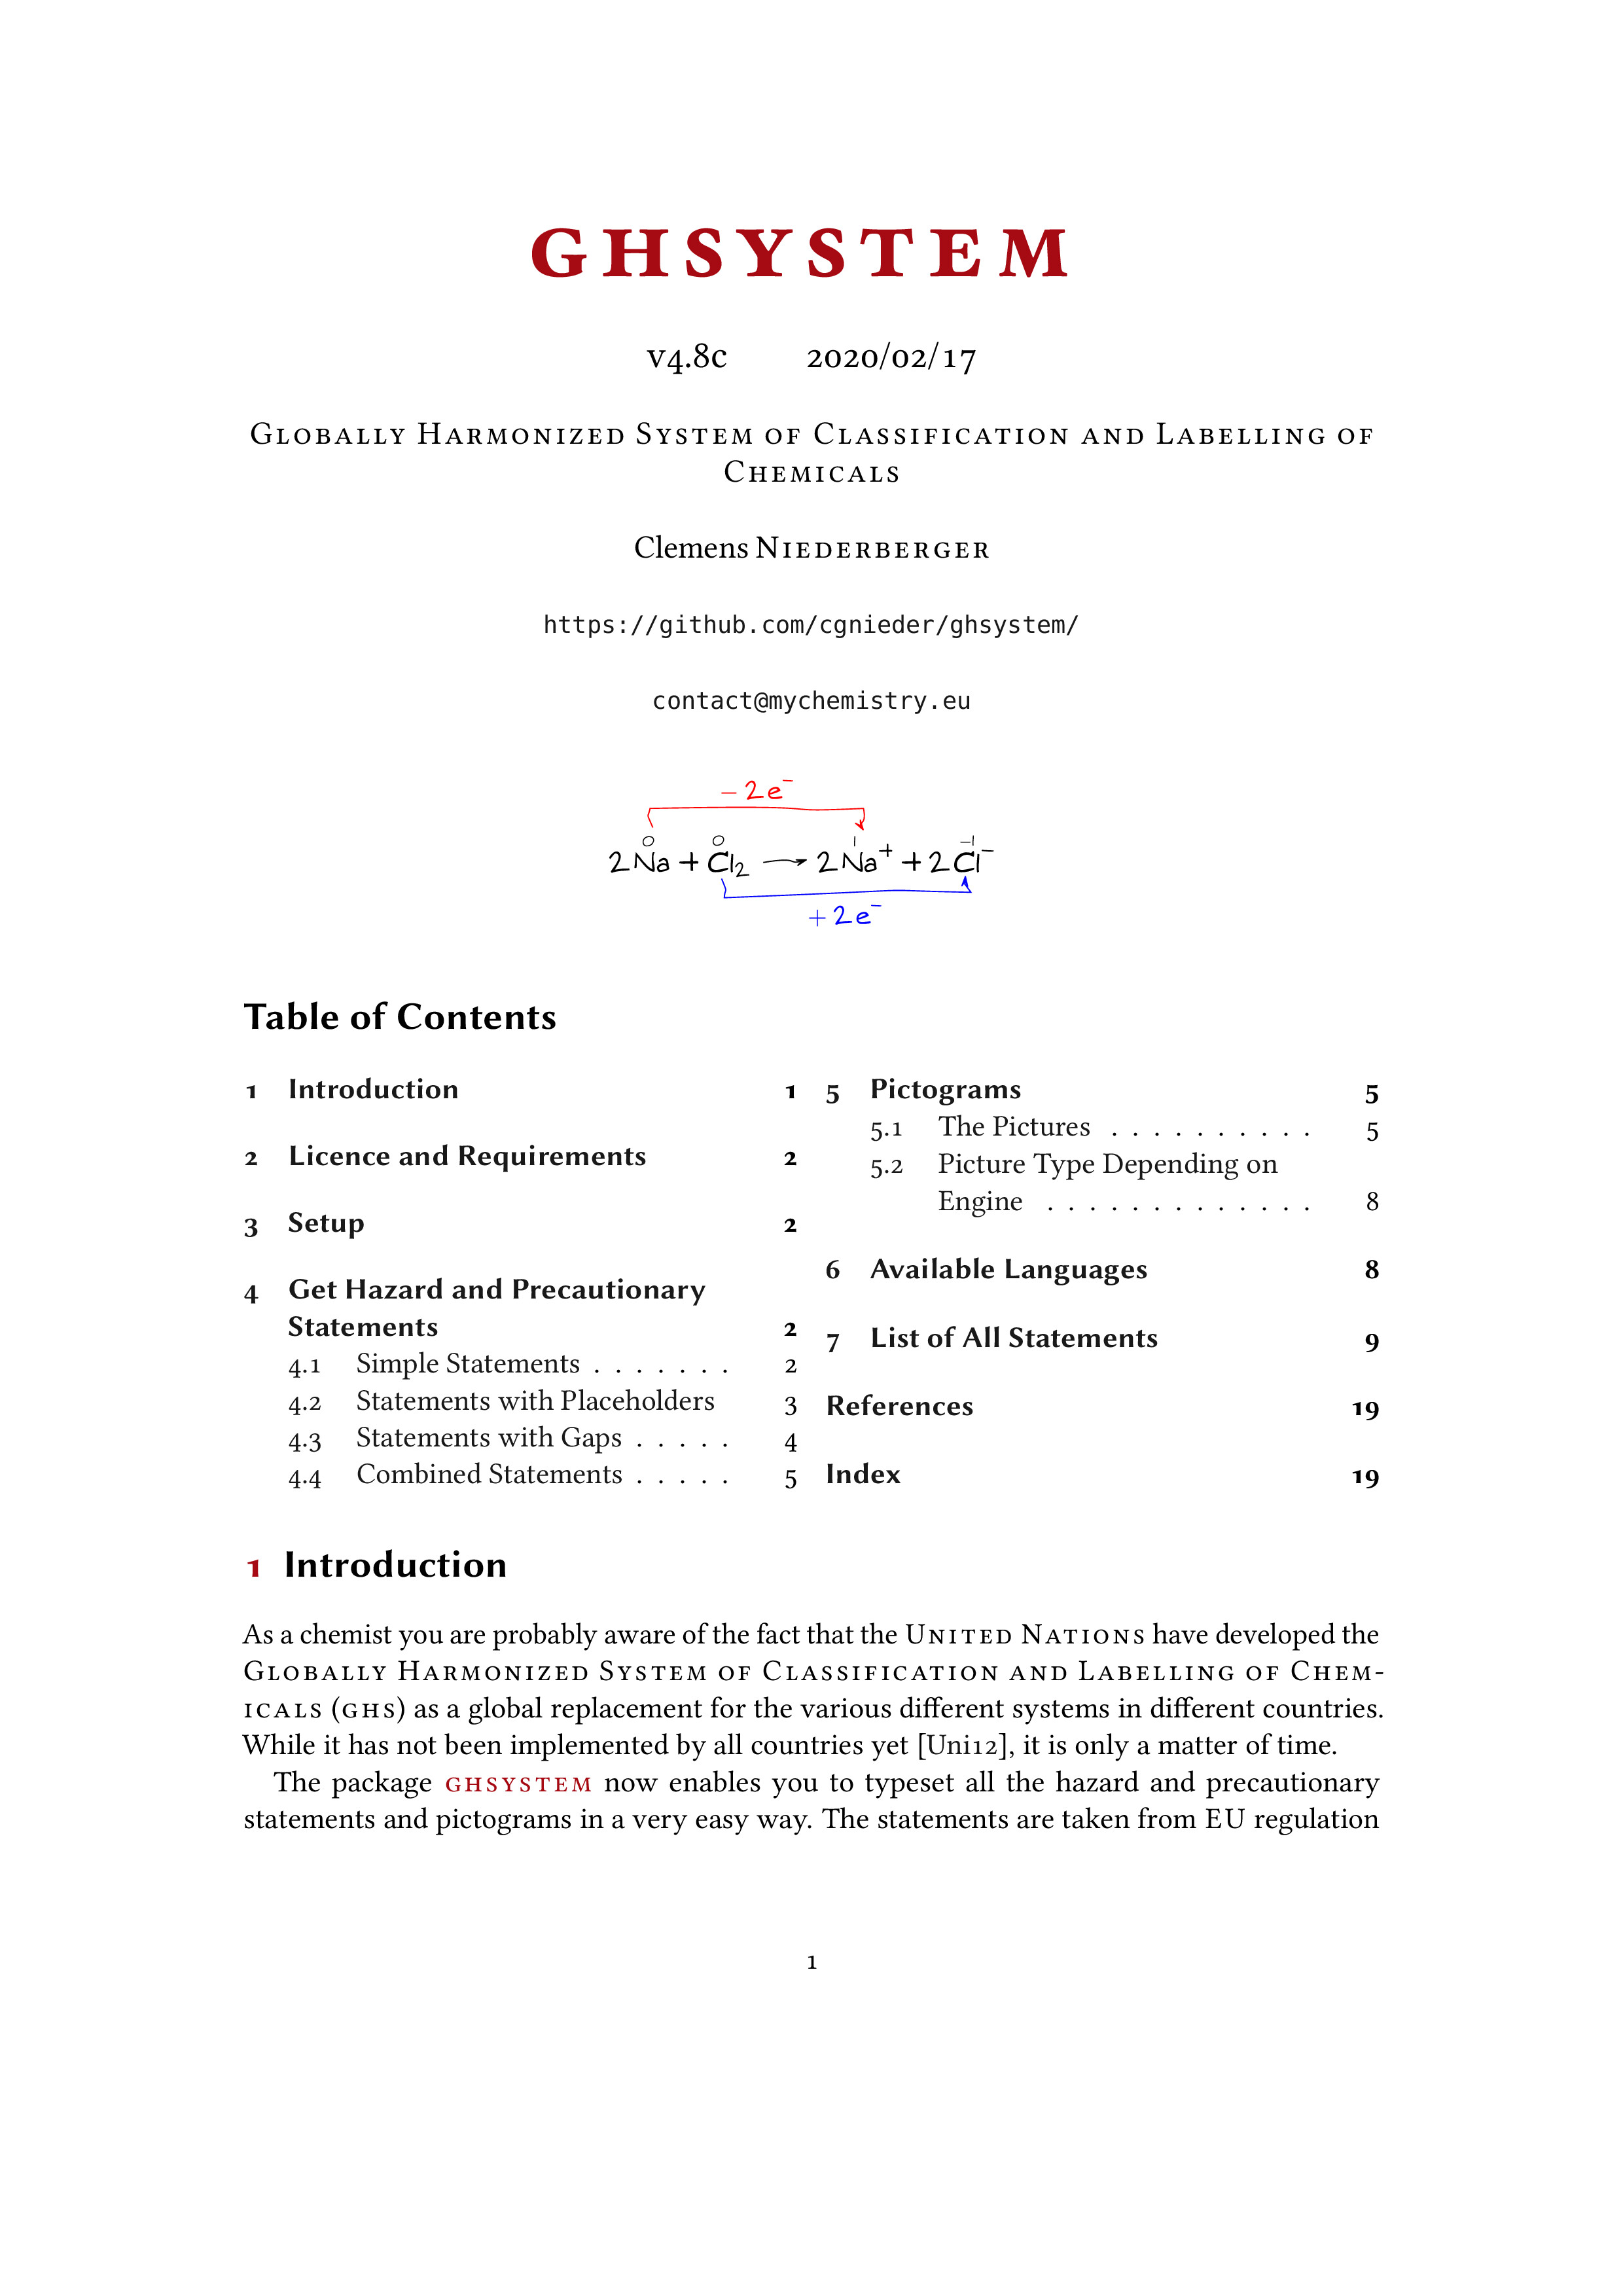 GHSYSTEM
v4.8c 2020/02/17
Globally Harmonized System of Classification and Labelling of
Chemicals
Clemens Niederberger
https://github.com/cgnieder/ghsystem/
contact@mychemistry.eu
− 2 e⁻
0 0 I −I
2 Na + Cl₂ ⟶ 2 Na⁺ + 2 Cl⁻
+ 2 e⁻
Table of Contents
1 Introduction 1
2 Licence and Requirements 2
3 Setup 2
4 Get Hazard and Precautionary
Statements 2
4.1 Simple Statements . . . . . . . 2
4.2 Statements with Placeholders 3
4.3 Statements with Gaps . . . . . 4
4.4 Combined Statements . . . . . 5
5 Pictograms 5
5.1 The Pictures . . . . . . . . . . 5
5.2 Picture Type Depending on
Engine . . . . . . . . . . . . . 8
6 Available Languages 8
7 List of All Statements 9
References 19
Index 19
1 Introduction
As a chemist you are probably aware of the fact that the United Nations have developed the
Globally Harmonized System of Classification and Labelling of Chem-
icals (ghs) as a global replacement for the various different systems in different countries.
While it has not been implemented by all countries yet [Uni12], it is only a matter of time.
The package ghsystem now enables you to typeset all the hazard and precautionary
statements and pictograms in a very easy way. The statements are taken from EU regulation
1